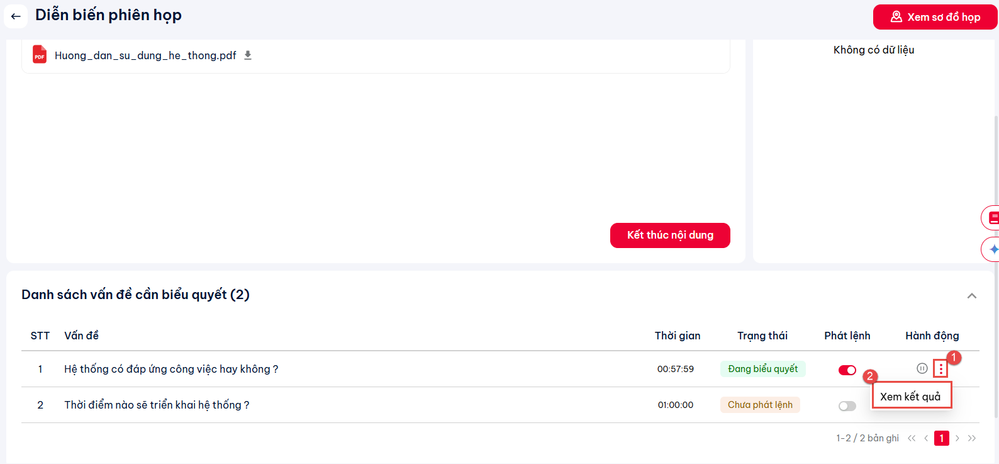 Diễn biến phiên họp
Xem sơ đồ họp
PDF
Huong_dan_su_dung_he_thong.pdf
Không có dữ liệu
Kết thúc nội dung
Danh sách vấn đề cần biểu quyết (2)
STT Vấn đề Thời gian Trạng thái Phát lệnh Hành động
1 Hệ thống có đáp ứng công việc hay không ? 00:57:59 Đang biểu quyết 1
2
Xem kết quả
2 Thời điểm nào sẽ triển khai hệ thống ? 01:00:00 Chưa phát lệnh
1-2 / 2 bản ghi 1